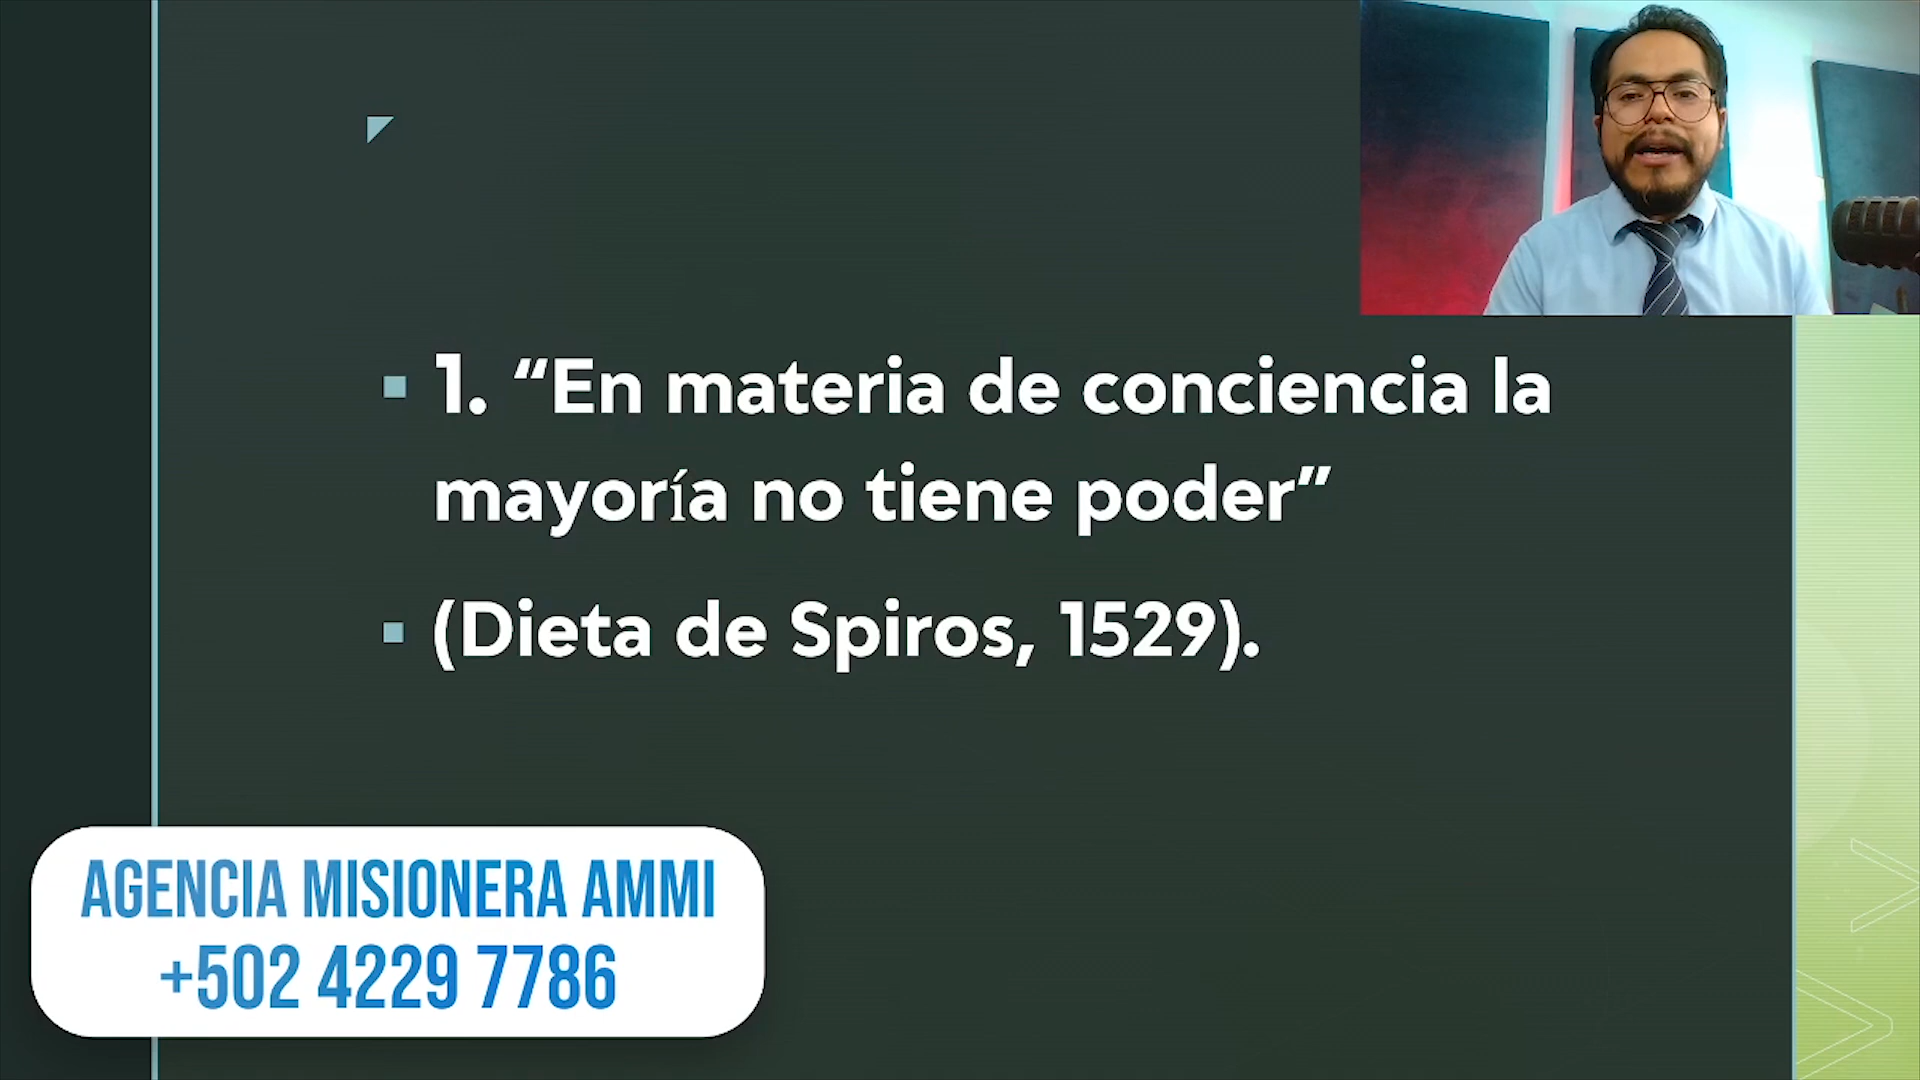 1. “En materia de conciencia la
mayoría no tiene poder”
(Dieta de Spiros, 1529).
AGENCIA MISIONERA AMMI
+502 4229 7786